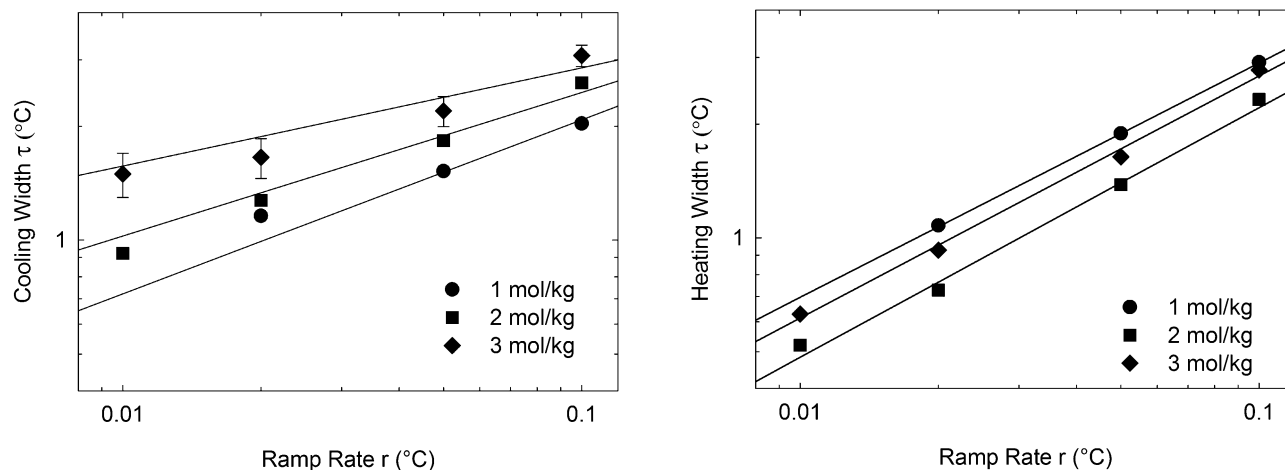 Cooling Width τ (°C)
1
1 mol/kg
2 mol/kg
3 mol/kg
0.01
0.1
Ramp Rate r (°C)
Heating Width τ (°C)
1
1 mol/kg
2 mol/kg
3 mol/kg
0.01
0.1
Ramp Rate r (°C)